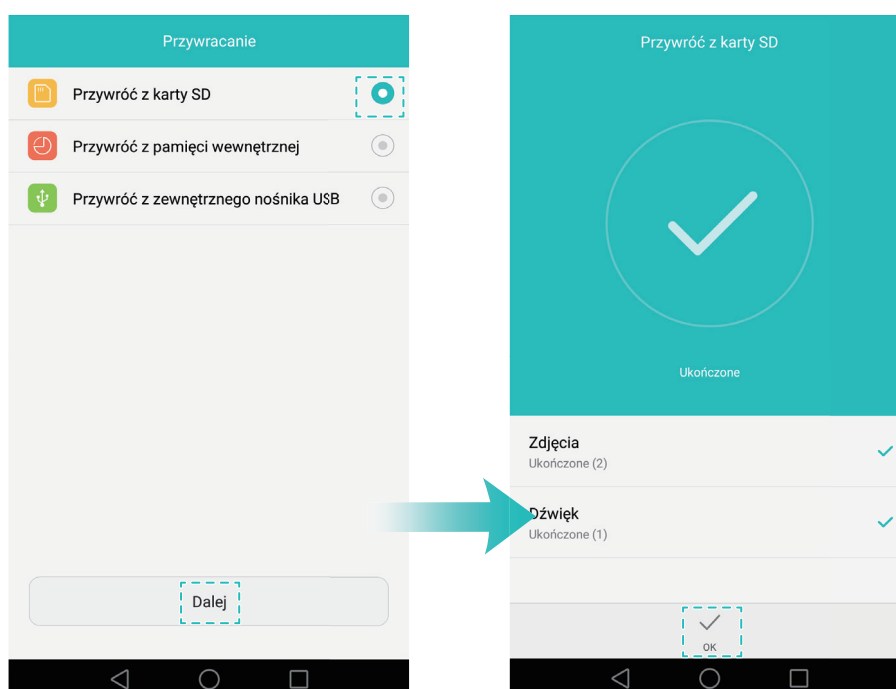 Przywracanie
Przywróć z karty SD
Przywróć z pamięci wewnętrznej
Przywróć z zewnętrznego nośnika USB
Dalej
Przywróć z karty SD
Ukończone
Zdjęcia
Ukończone (2)
Dźwięk
Ukończone (1)
OK